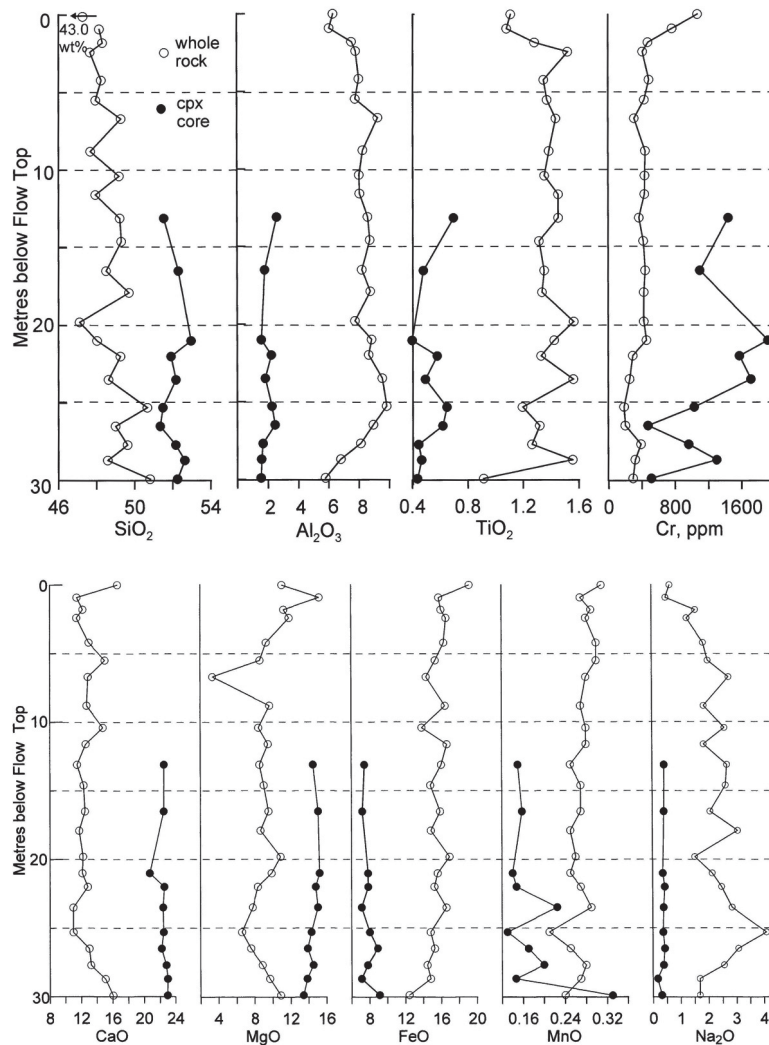 0
43.0
wt%
whole
rock
cpx
core
10
20
30
Metres below Flow Top
46 50 54
SiO2
0 4 8
Al2O3
0.4 0.8 1.2 1.6
TiO2
0 800 1600
Cr, ppm
0
10
20
30
Metres below Flow Top
8 12 16 20 24
CaO
4 8 12 16
MgO
8 12 16 20
FeO
0.16 0.24 0.32
MnO
0 1 2 3 4
Na2O